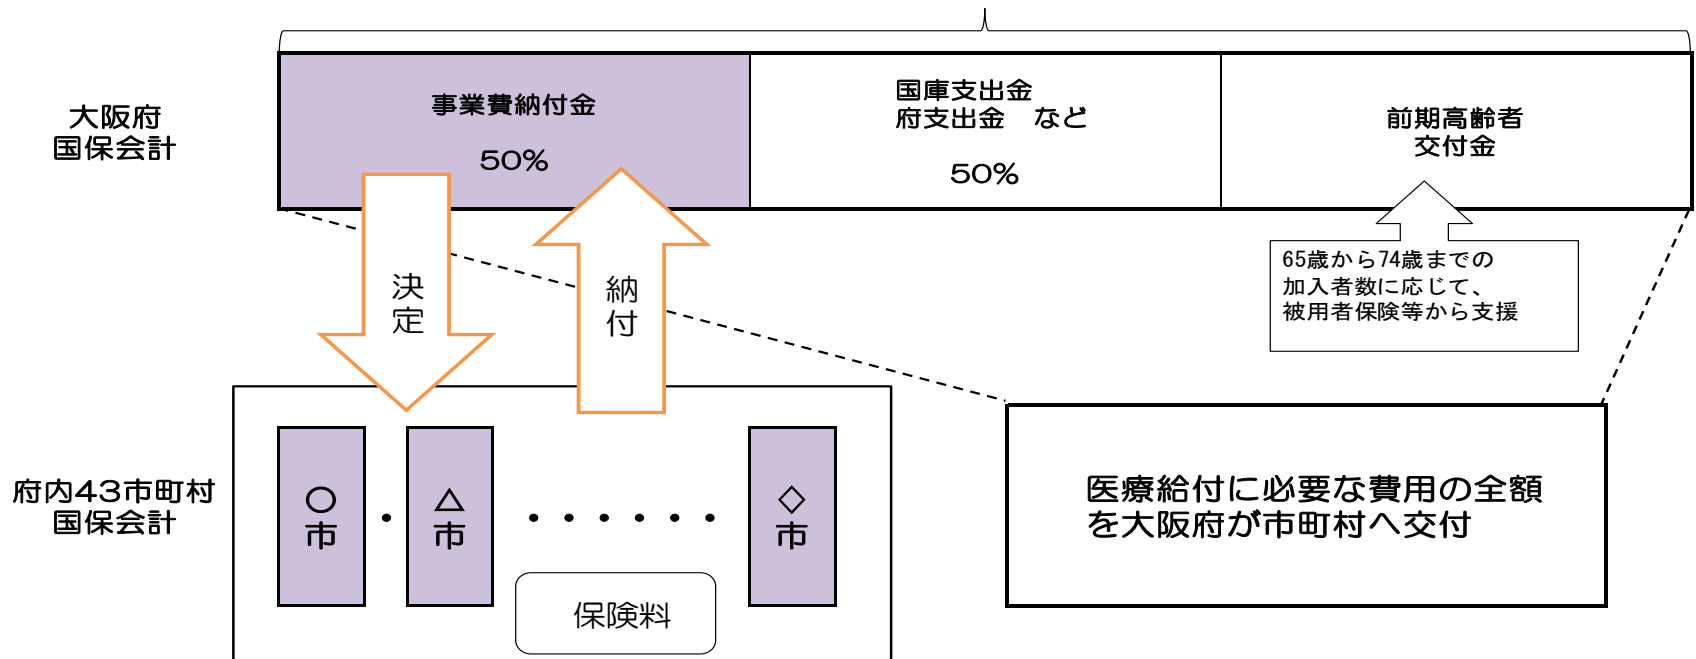 大阪府
国保会計
事業費納付金
50%
国庫支出金
府支出金　など
50%
前期高齢者
交付金
65歳から74歳までの
加入者数に応じて、
被用者保険等から支援
決定
納付
府内43市町村
国保会計
〇市
・
△市
・・・・・・
◇市
保険料
医療給付に必要な費用の全額
を大阪府が市町村へ交付